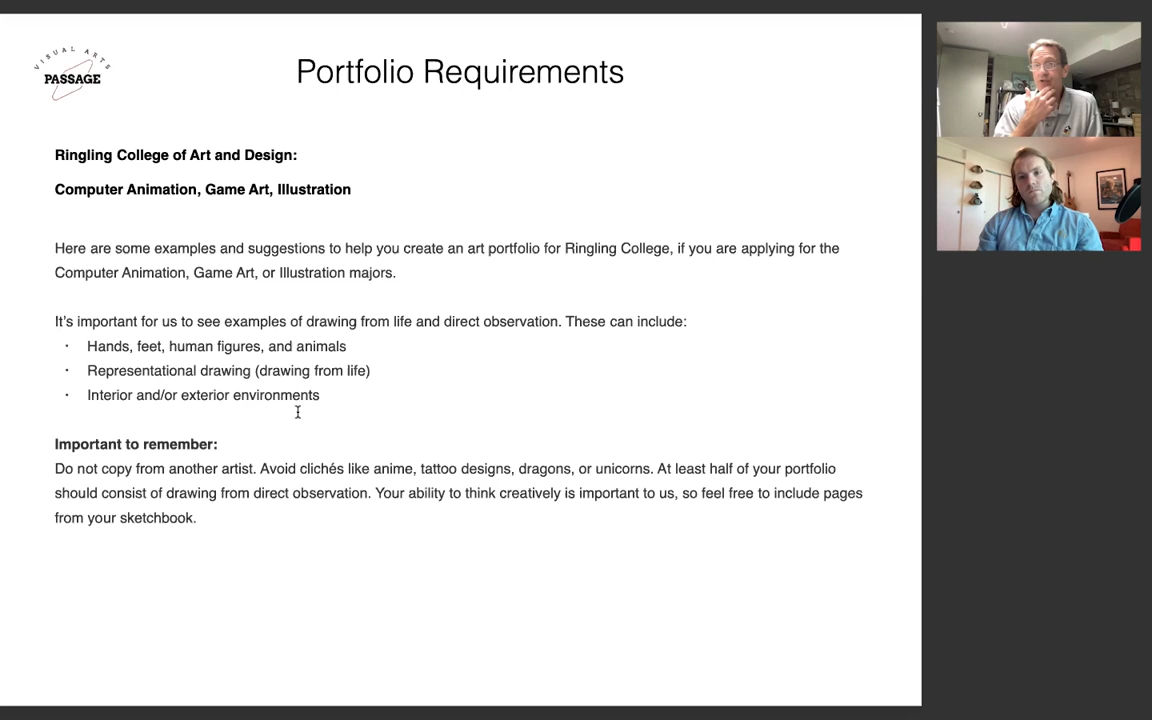 VISUAL ARTS
PASSAGE
Portfolio Requirements
Ringling College of Art and Design:
Computer Animation, Game Art, Illustration
Here are some examples and suggestions to help you create an art portfolio for Ringling College, if you are applying for the
Computer Animation, Game Art, or Illustration majors.
It's important for us to see examples of drawing from life and direct observation. These can include:
· Hands, feet, human figures, and animals
· Representational drawing (drawing from life)
· Interior and/or exterior environments
Important to remember:
Do not copy from another artist. Avoid clichés like anime, tattoo designs, dragons, or unicorns. At least half of your portfolio
should consist of drawing from direct observation. Your ability to think creatively is important to us, so feel free to include pages
from your sketchbook.